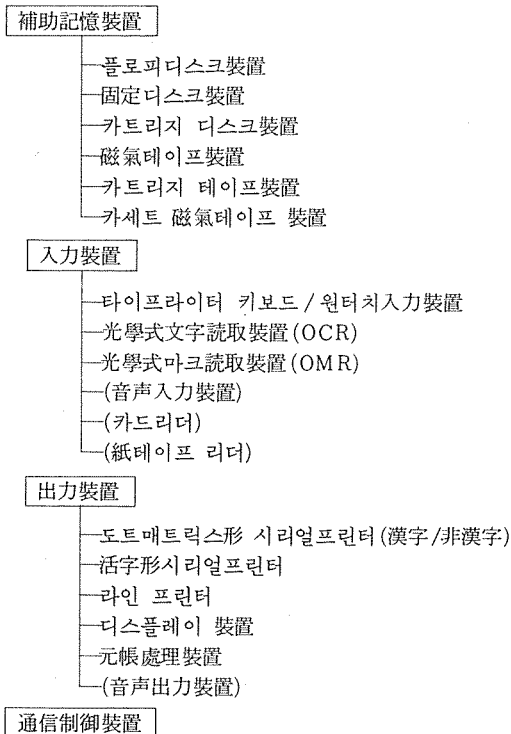 補助記憶裝置
플로피디스크裝置
固定디스크裝置
카트리지 디스크裝置
磁氣테이프裝置
카트리지 테이프裝置
카세트 磁氣테이프 裝置
入力裝置
타이프라이터 키보드/원터치入力裝置
光學式文字読取裝置(OCR)
光學式마크読取裝置(OMR)
(音声入力裝置)
(카드리더)
(紙테이프 리더)
出力裝置
도트매트릭스形 시리얼프린터(漢字/非漢字)
活字形시리얼프린터
라인 프린터
디스플레이 裝置
元帳處理裝置
(音声出力裝置)
通信制御裝置